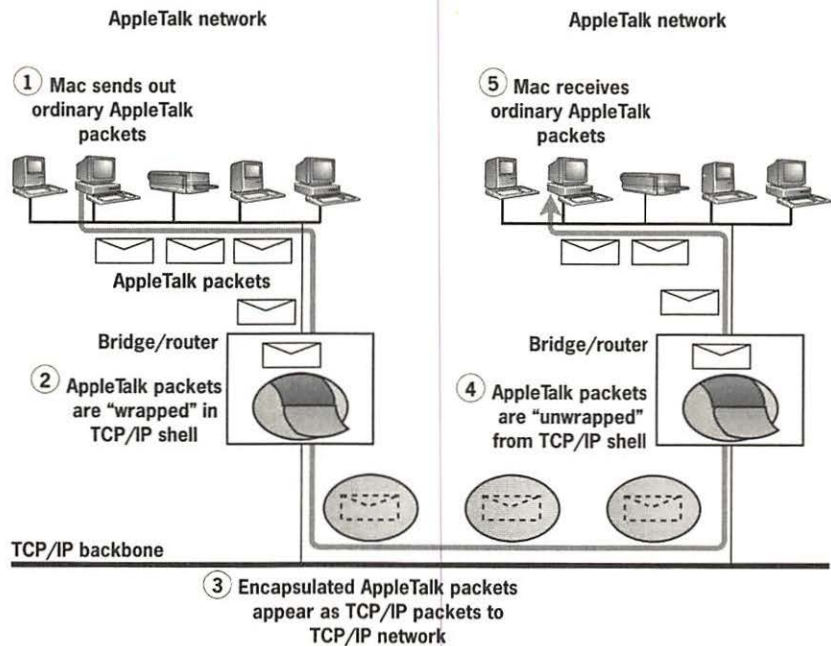 AppleTalk network
① Mac sends out
ordinary AppleTalk
packets
AppleTalk packets
Bridge/router
② AppleTalk packets
are “wrapped” in
TCP/IP shell
AppleTalk network
⑤ Mac receives
ordinary AppleTalk
packets
Bridge/router
④ AppleTalk packets
are “unwrapped”
from TCP/IP shell
TCP/IP backbone
③ Encapsulated AppleTalk packets
appear as TCP/IP packets to
TCP/IP network